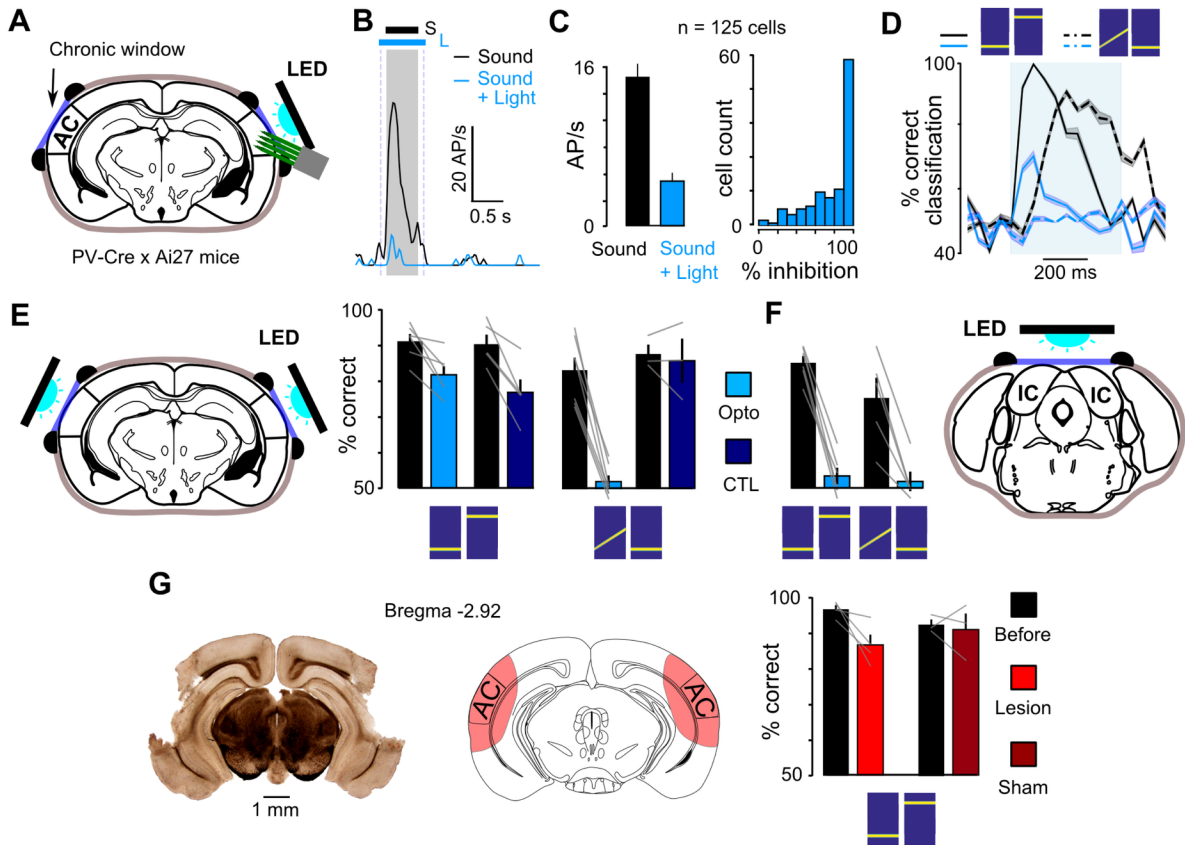 A
Chronic window
LED
AC
PV-Cre x Ai27 mice
B
S
L
Sound
Sound
+ Light
20 AP/s
0.5 s
C
n = 125 cells
16
AP/s
0
Sound
Sound
+ Light
60
cell count
0
0
100
% inhibition
D
100
% correct
classification
40
200 ms
E
LED
LED
100
% correct
50
Opto
CTL
F
LED
IC
IC
G
1 mm
Bregma -2.92
AC
AC
100
% correct
50
Before
Lesion
Sham